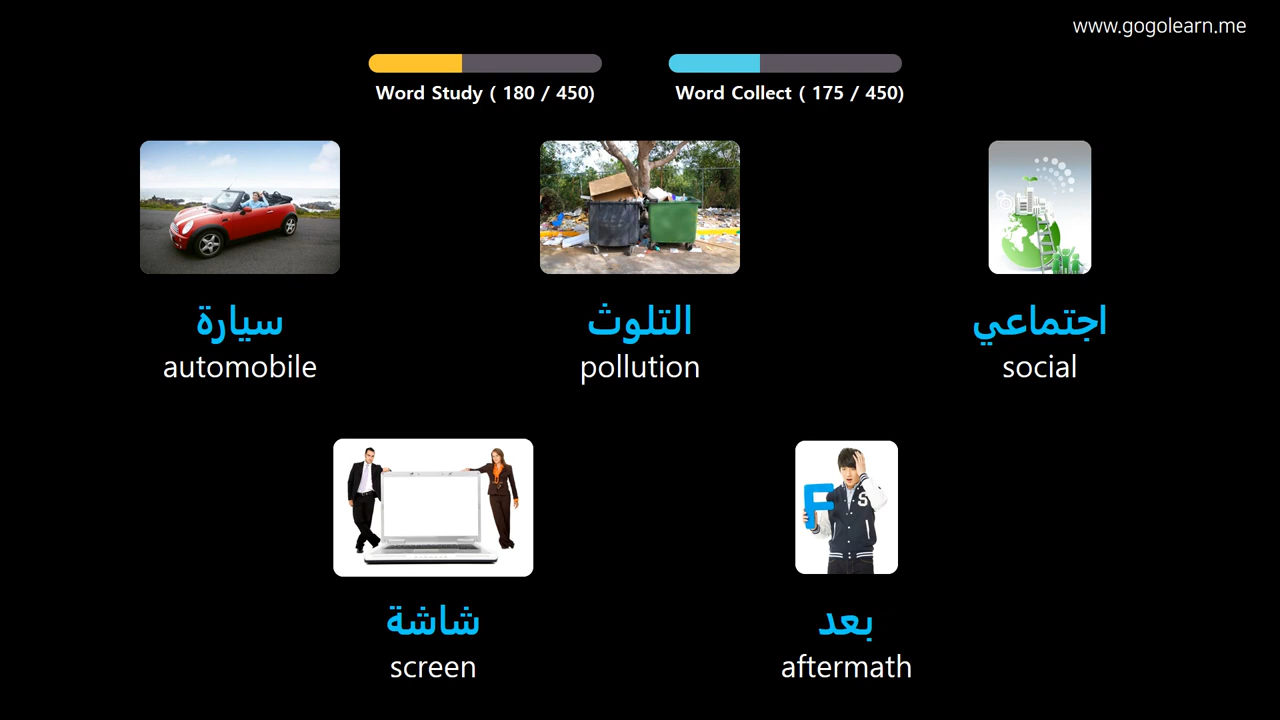 www.gogolearn.me
Word Study ( 180 / 450)
Word Collect ( 175 / 450)
سيارة
automobile
التلوث
pollution
اجتماعي
social
شاشة
screen
F
S
بعد
aftermath